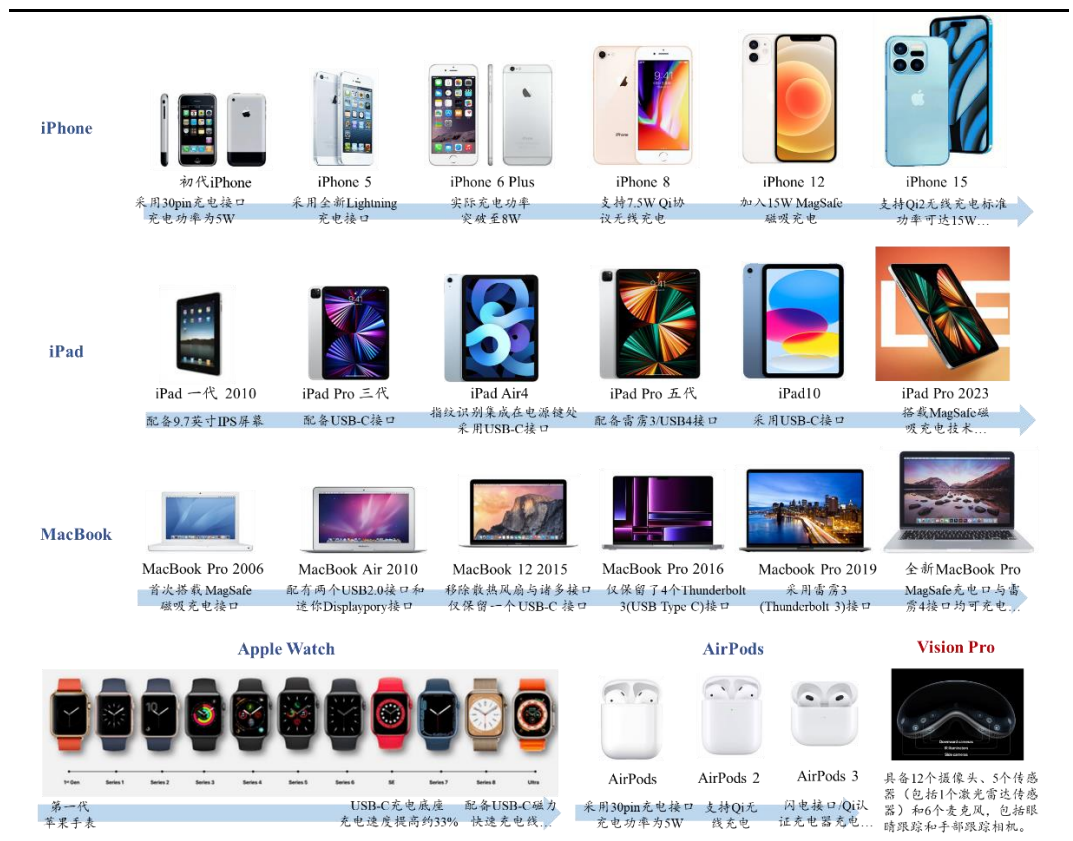 iPhone
初代iPhone
采用30pin充电接口
充电功率为5W
iPhone 5
采用全新Lightning
充电接口
iPhone 6 Plus
实际充电功率
突破至8W
iPhone 8
支持7.5W Qi协
议无线充电
iPhone 12
加入15W MagSafe
磁吸充电
iPhone 15
支持Qi2无线充电标准
功率可达15W…
iPad
iPad 一代 2010
配备9.7英寸IPS屏幕
iPad Pro 三代
配备USB-C接口
iPad Air4
指纹识别集成在电源键处
采用USB-C接口
iPad Pro 五代
配备雷雳3/USB4接口
iPad10
采用USB-C接口
iPad Pro 2023
搭载MagSafe磁
吸充电技术…
MacBook
MacBook Pro 2006
首次搭载MagSafe
磁吸充电接口
MacBook Air 2010
配有两个USB2.0接口和
迷你Displaypory接口
MacBook 12 2015
移除散热风扇与诸多接口
仅保留一个USB-C 接口
MacBook Pro 2016
仅保留了4个Thunderbolt
3(USB Type C)接口
Macbook Pro 2019
采用雷雳3
(Thunderbolt 3)接口
全新MacBook Pro
MagSafe充电口与雷
雳4接口均可充电…
Apple Watch
1st Gen
Series 1
Series 2
Series 3
Series 4
Series 5
Series 6
SE
Series 7
Series 8
Ultra
第一代
苹果手表
USB-C充电底座
充电速度提高约33%
配备USB-C磁力
快速充电线…
AirPods
AirPods
采用30pin充电接口
充电功率为5W
AirPods 2
支持Qi无
线充电
AirPods 3
闪电接口/Qi认
证充电器充电…
Vision Pro
具备12个摄像头、5个传感
器（包括1个激光雷达传感
器）和6个麦克风，包括眼
睛跟踪和手部跟踪相机。